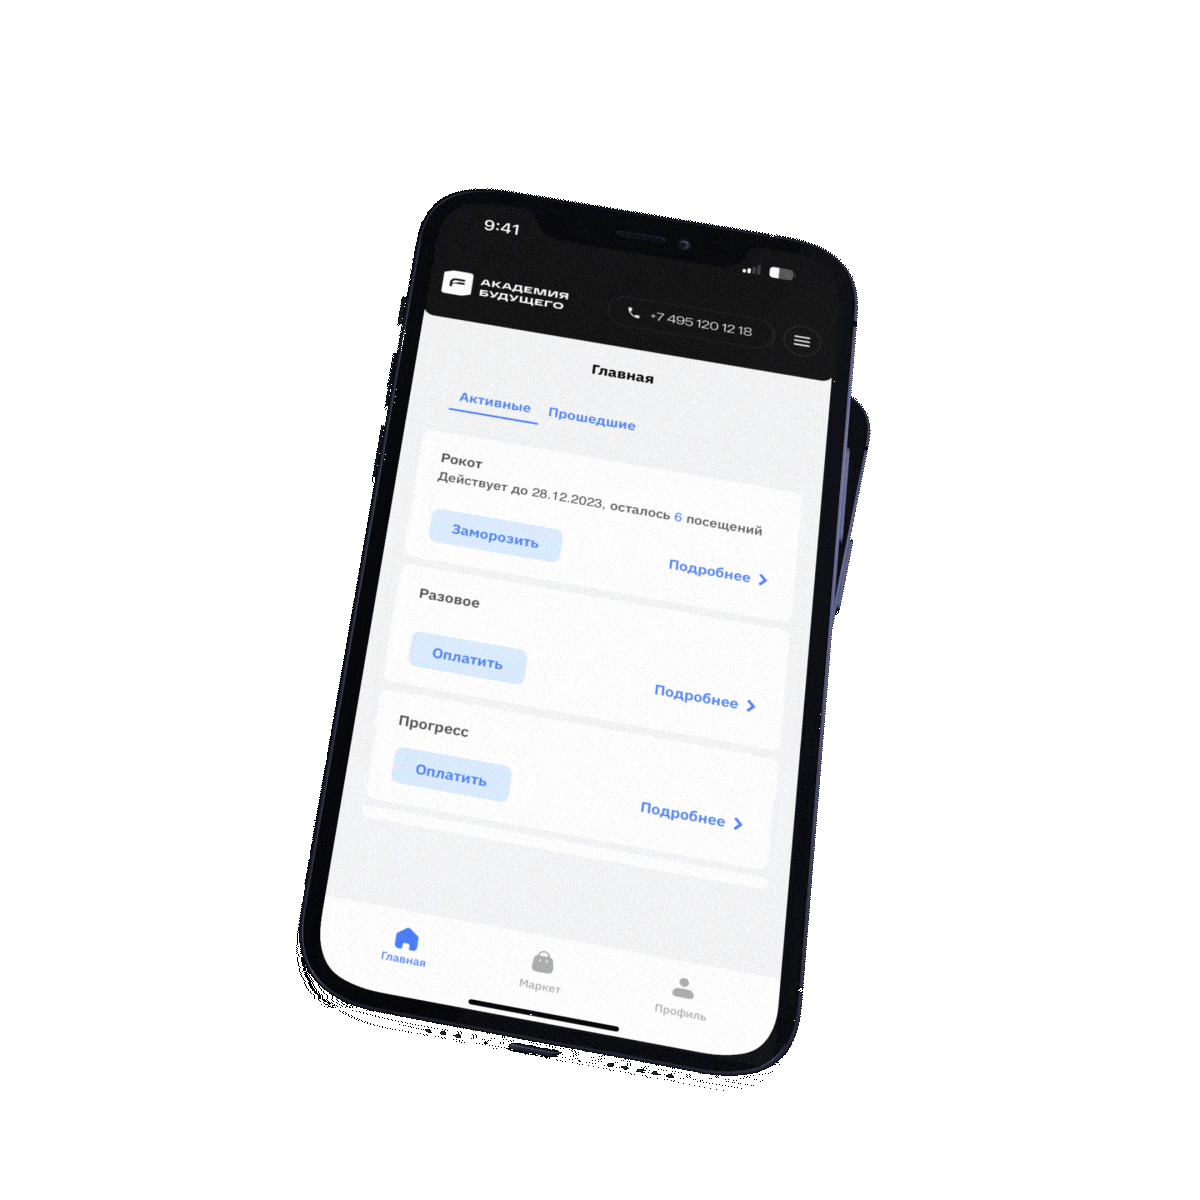 9:41
АКАДЕМИЯ
БУДУЩЕГО
+7 495 120 12 18
Главная
Активные Прошедшие
Рокот
Действует до 28.12.2023, осталось 6 посещений
Заморозить
Подробнее
Разовое
Оплатить
Подробнее
Прогресс
Оплатить
Подробнее
Главная
Маркет
Профиль